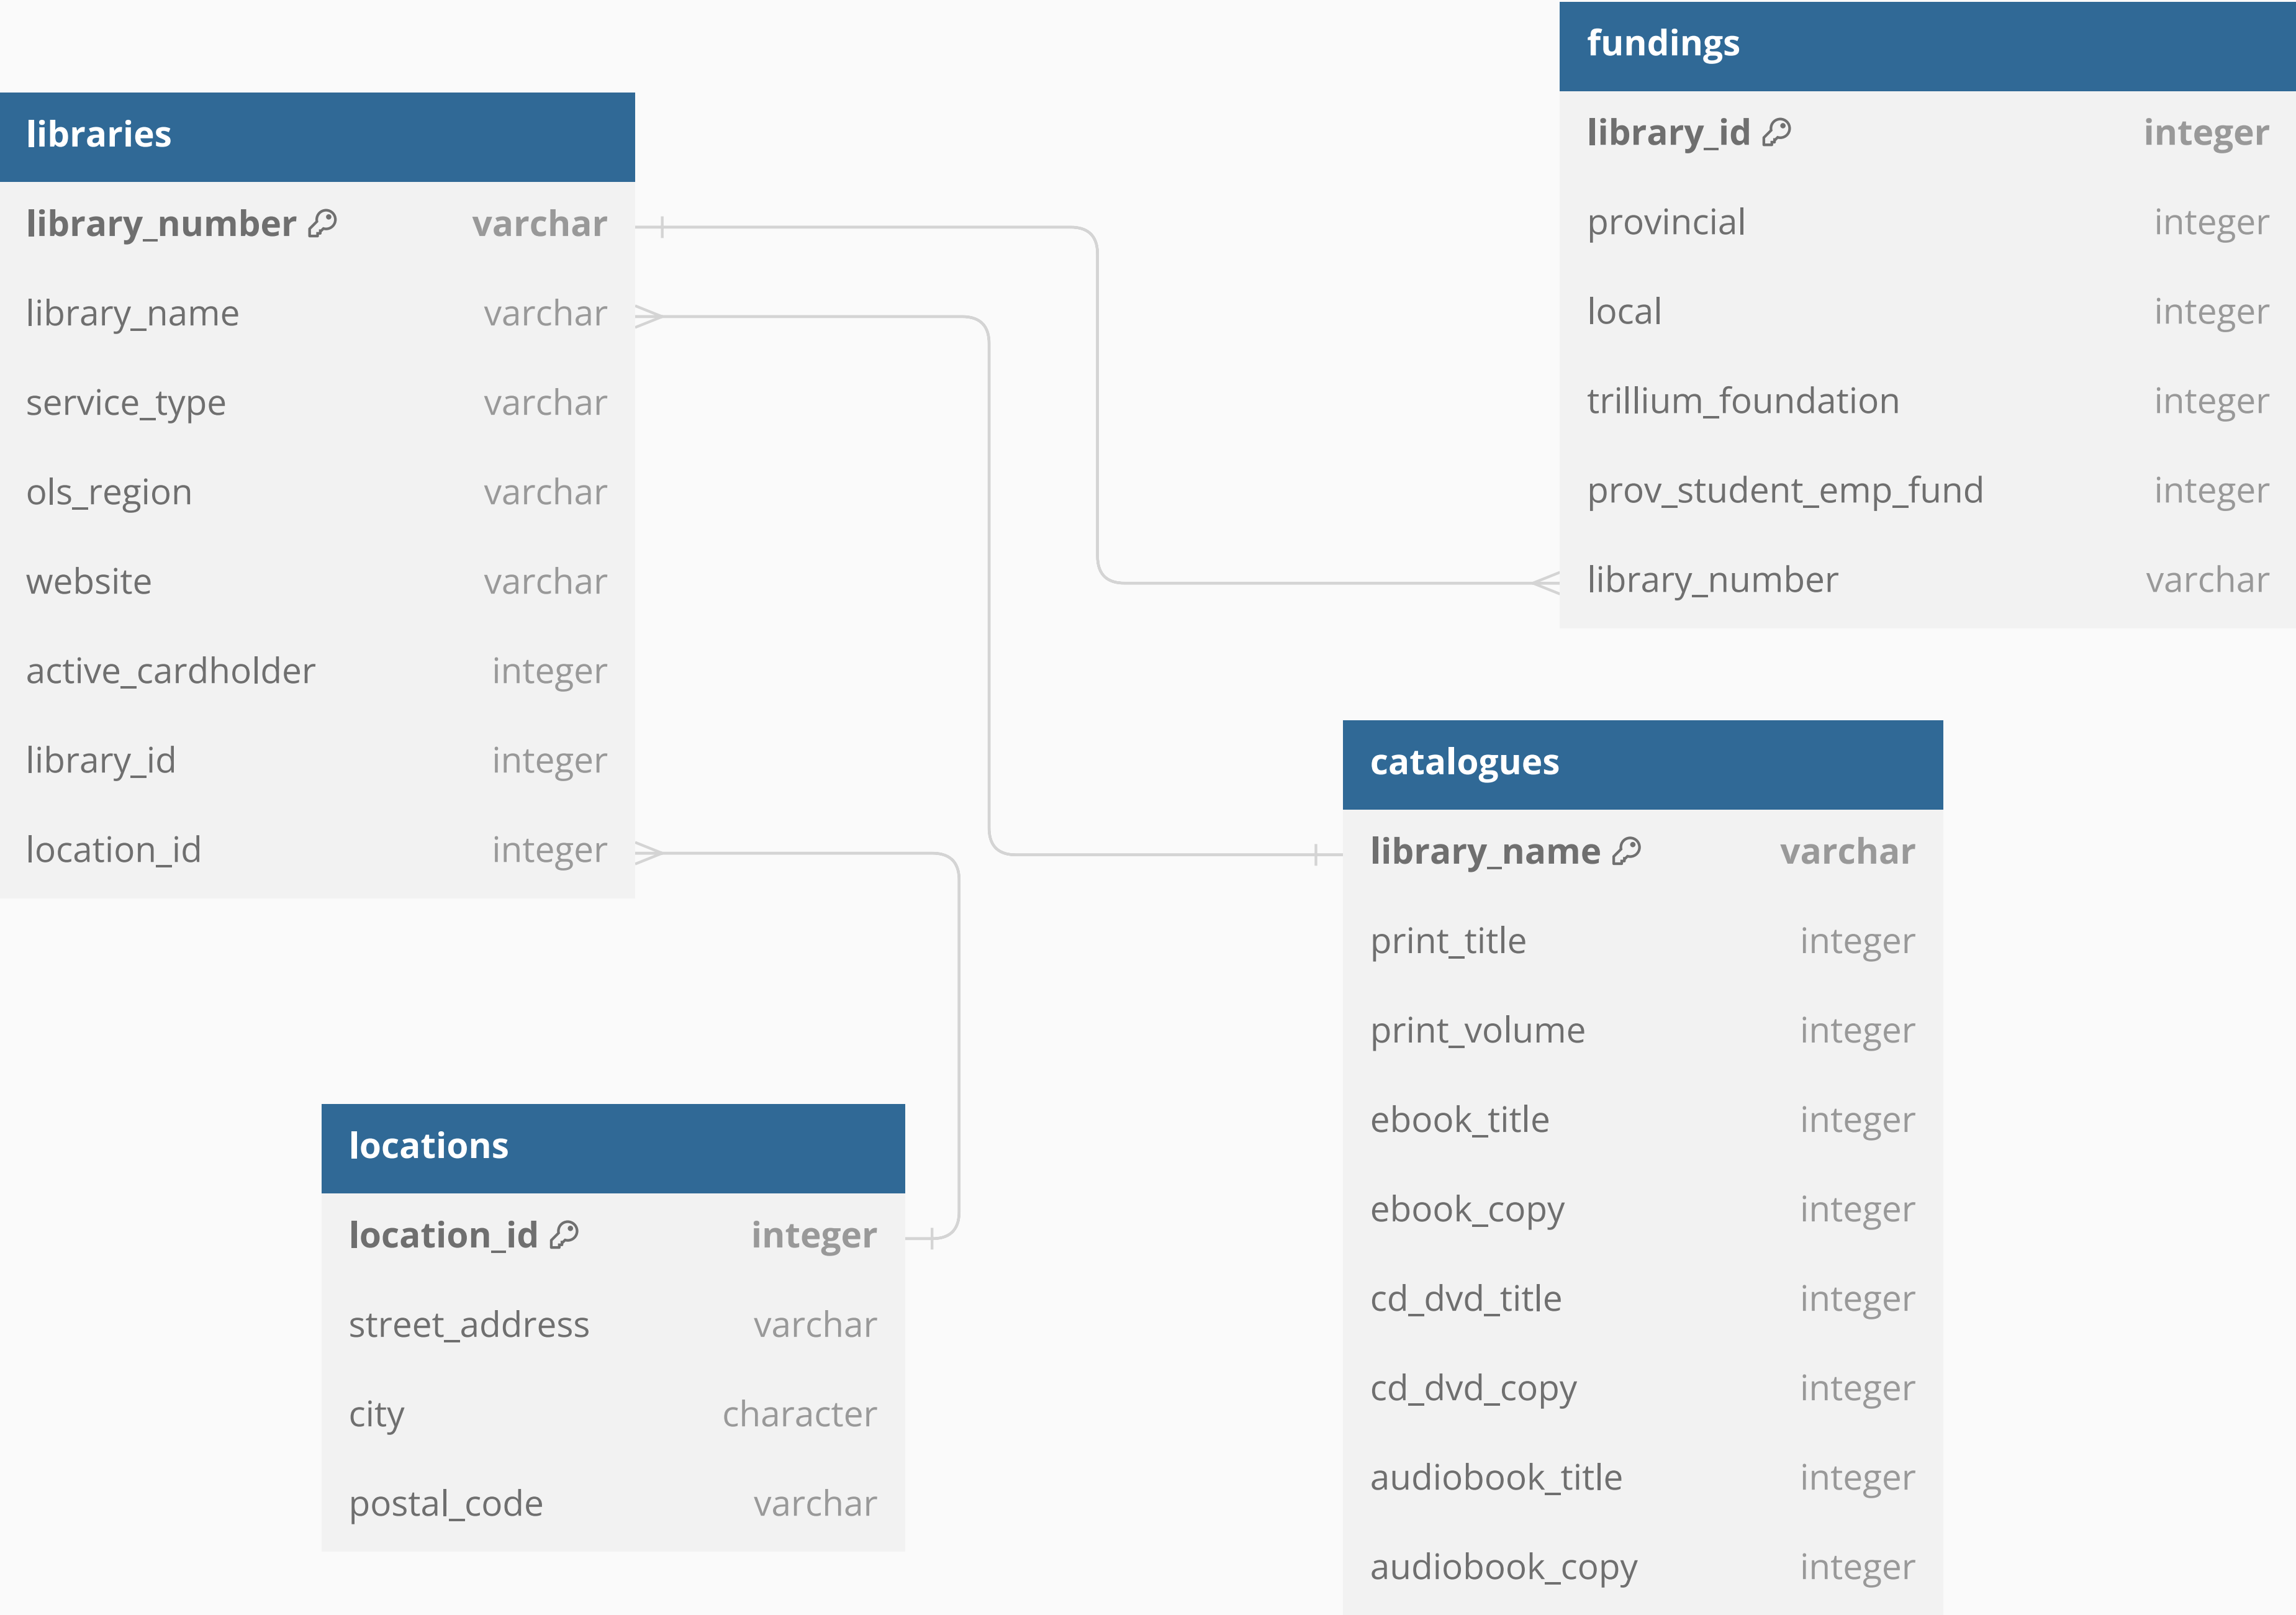 libraries
library_number varchar
library_name varchar
service_type varchar
ols_region varchar
website varchar
active_cardholder integer
library_id integer
location_id integer
fundings
library_id integer
provincial integer
local integer
trillium_foundation integer
prov_student_emp_fund integer
library_number varchar
locations
location_id integer
street_address varchar
city character
postal_code varchar
catalogues
library_name varchar
print_title integer
print_volume integer
ebook_title integer
ebook_copy integer
cd_dvd_title integer
cd_dvd_copy integer
audiobook_title integer
audiobook_copy integer